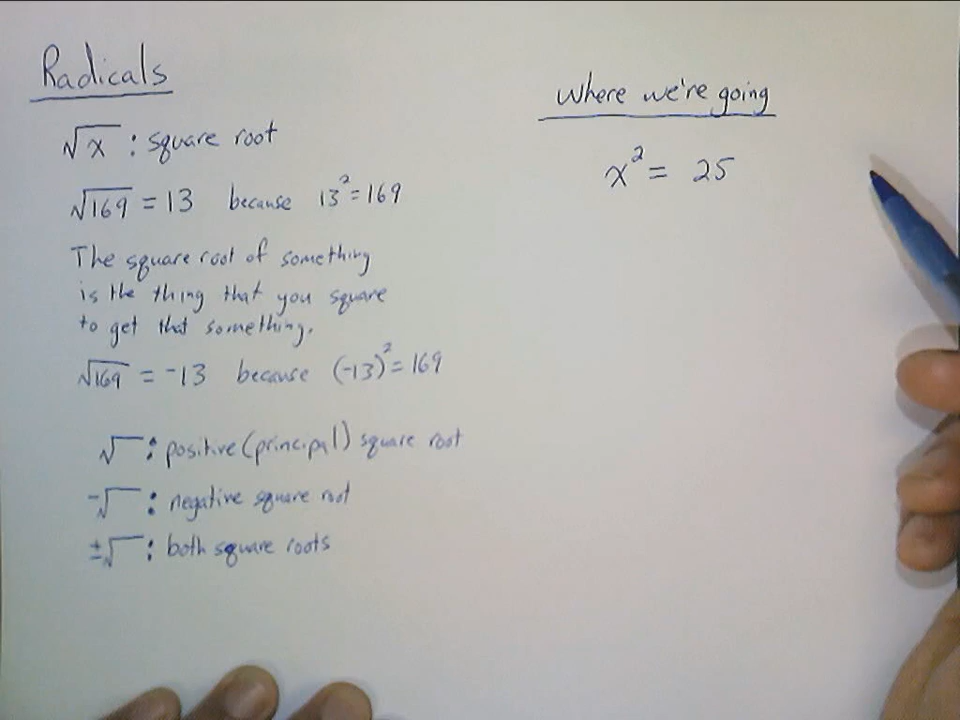 Radicals
√x : square root
√169 = 13 because 13² = 169
The square root of something
is the thing that you square
to get that something.
√169 = -13 because (-13)² = 169
√ : positive (principal) square root
-√ : negative square root
±√ : both square roots
Where we're going
x² = 25